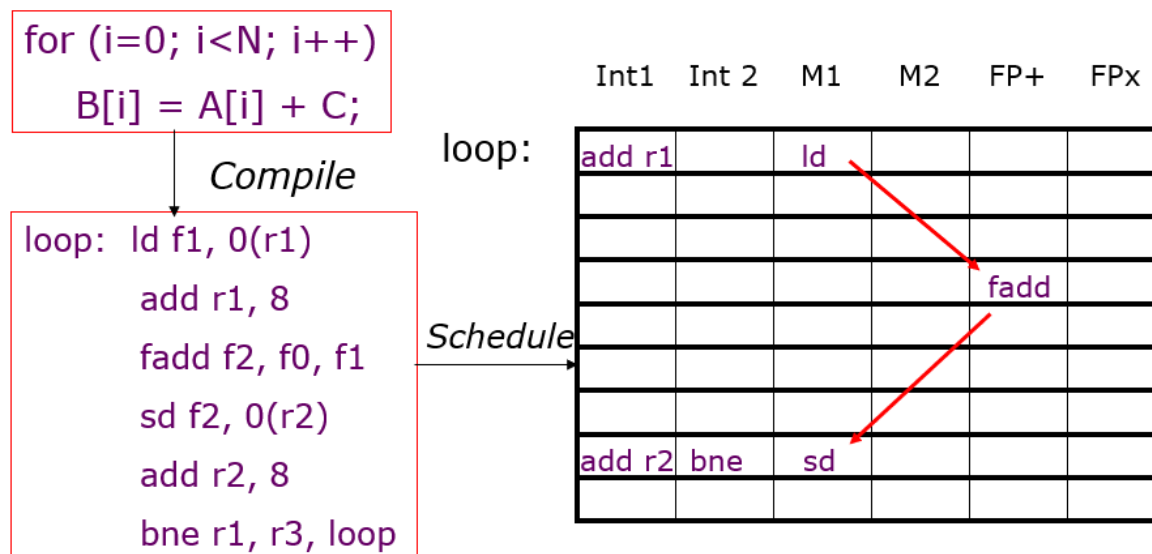 for (i=0; i<N; i++)
B[i] = A[i] + C;
Compile
loop: ld f1, 0(r1)
add r1, 8
fadd f2, f0, f1
sd f2, 0(r2)
add r2, 8
bne r1, r3, loop
Schedule
Int1 Int 2 M1 M2 FP+ FPx
loop: add r1 ld
fadd
add r2 bne sd